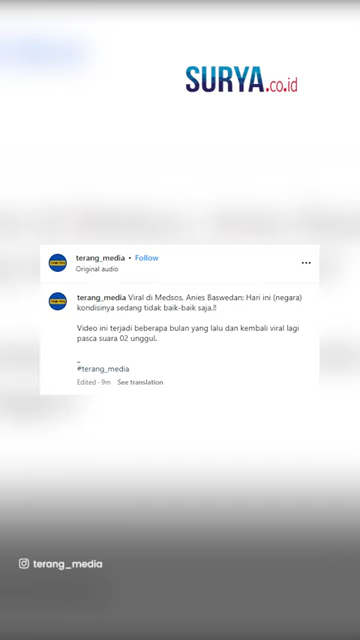 SURYA.co.id
terang_media • Follow
Original audio
terang_media Viral di Medsos, Anies Baswedan: Hari ini (negara)
kondisinya sedang tidak baik-baik saja.!!
Video ini terjadi beberapa bulan yang lalu dan kembali viral lagi
pasca suara 02 unggul.
_
#terang_media
Edited · 9m See translation
terang_media